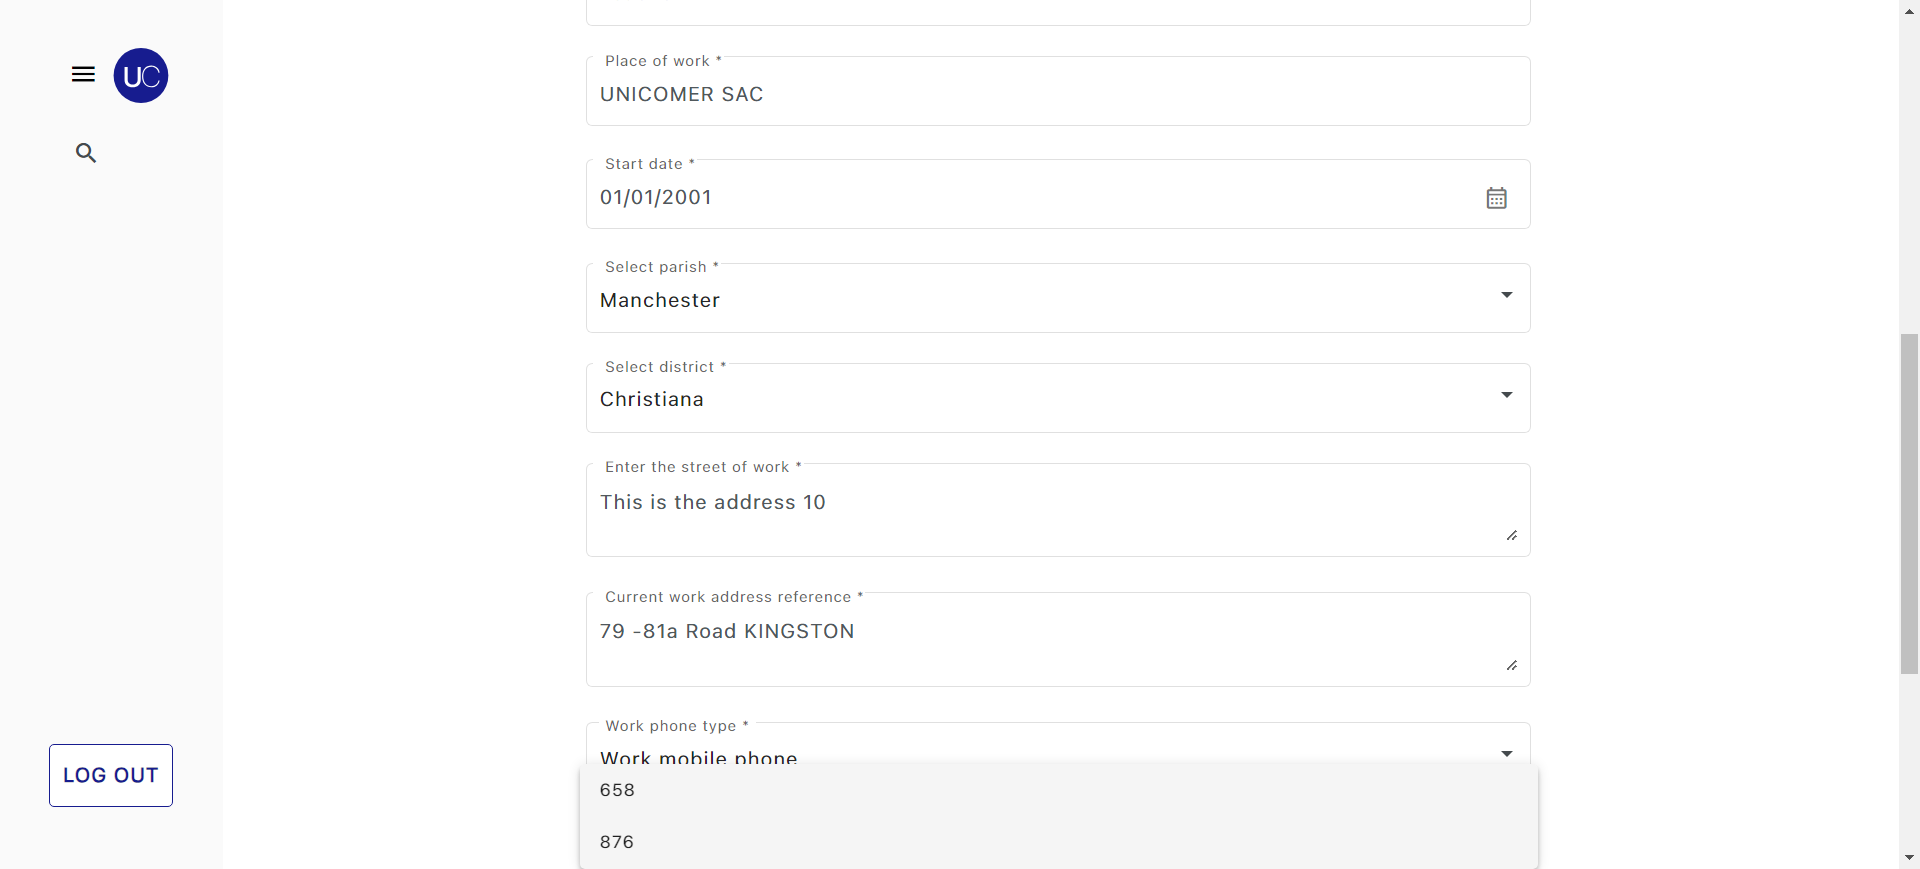 UC
Place of work *
UNICOMER SAC
Start date *
01/01/2001
Select parish *
Manchester
Select district *
Christiana
Enter the street of work *
This is the address 10
Current work address reference *
79 -81a Road KINGSTON
Work phone type *
Work mobile phone
LOG OUT
658
876